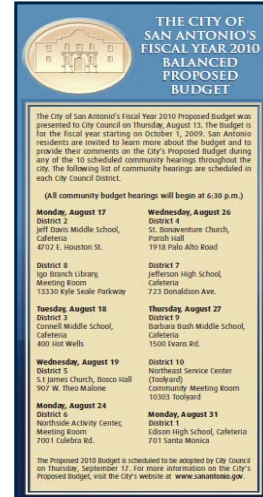 THE CITY OF
SAN ANTONIO'S
FISCAL YEAR 2010
BALANCED
PROPOSED
BUDGET
The City of San Antonio's Fiscal Year 2010 Proposed Budget was
presented to City Council on Thursday, August 13. The Budget is
for the fiscal year starting on October 1, 2009. San Antonio
residents are invited to learn more about the budget and to
provide their comments on the City's Proposed Budget during
any of the 10 scheduled community hearings throughout the
city. The following list of community hearings are scheduled in
each City Council District.
(All community budget hearings will begin at 6:30 p.m.)
Monday, August 17
District 2
Jeff Davis Middle School,
Cafeteria
4702 E. Houston St.
District 8
Igo Branch Library,
Meeting Room
13330 Kyle Seale Parkway
Tuesday, August 18
District 3
Connell Middle School,
Cafeteria
400 Hot Wells
Wednesday, August 19
District 5
S.t James Church, Bosco Hall
907 W. Theo Malone
Monday, August 24
District 6
Northside Activity Center,
Meeting Room
7001 Culebra Rd.
Wednesday, August 26
District 4
St. Bonaventure Church,
Parish Hall
1918 Palo Alto Road
District 7
Jefferson High School,
Cafeteria
723 Donaldson Ave.
Thursday, August 27
District 9
Barbara Bush Middle School,
Cafeteria
1500 Evans Rd.
District 10
Northeast Service Center
(Toolyard)
Community Meeting Room
10303 Toolyard
Monday, August 31
District 1
Edison High School, Cafeteria
701 Santa Monica
The Proposed 2010 Budget is scheduled to be adopted by City Council
on Thursday, September 17. For more information on the City's
Proposed Budget, visit the City's website at www.sanantonio.gov.